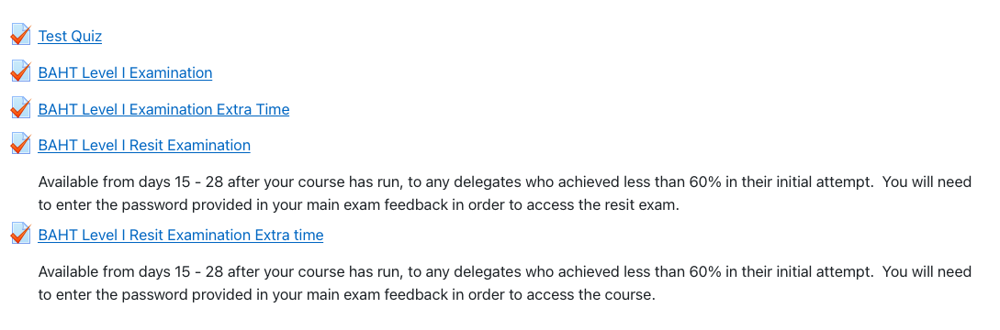 Test Quiz
BAHT Level I Examination
BAHT Level I Examination Extra Time
BAHT Level I Resit Examination
Available from days 15 - 28 after your course has run, to any delegates who achieved less than 60% in their initial attempt.  You will need
to enter the password provided in your main exam feedback in order to access the resit exam.
BAHT Level I Resit Examination Extra time
Available from days 15 - 28 after your course has run, to any delegates who achieved less than 60% in their initial attempt.  You will need
to enter the password provided in your main exam feedback in order to access the course.